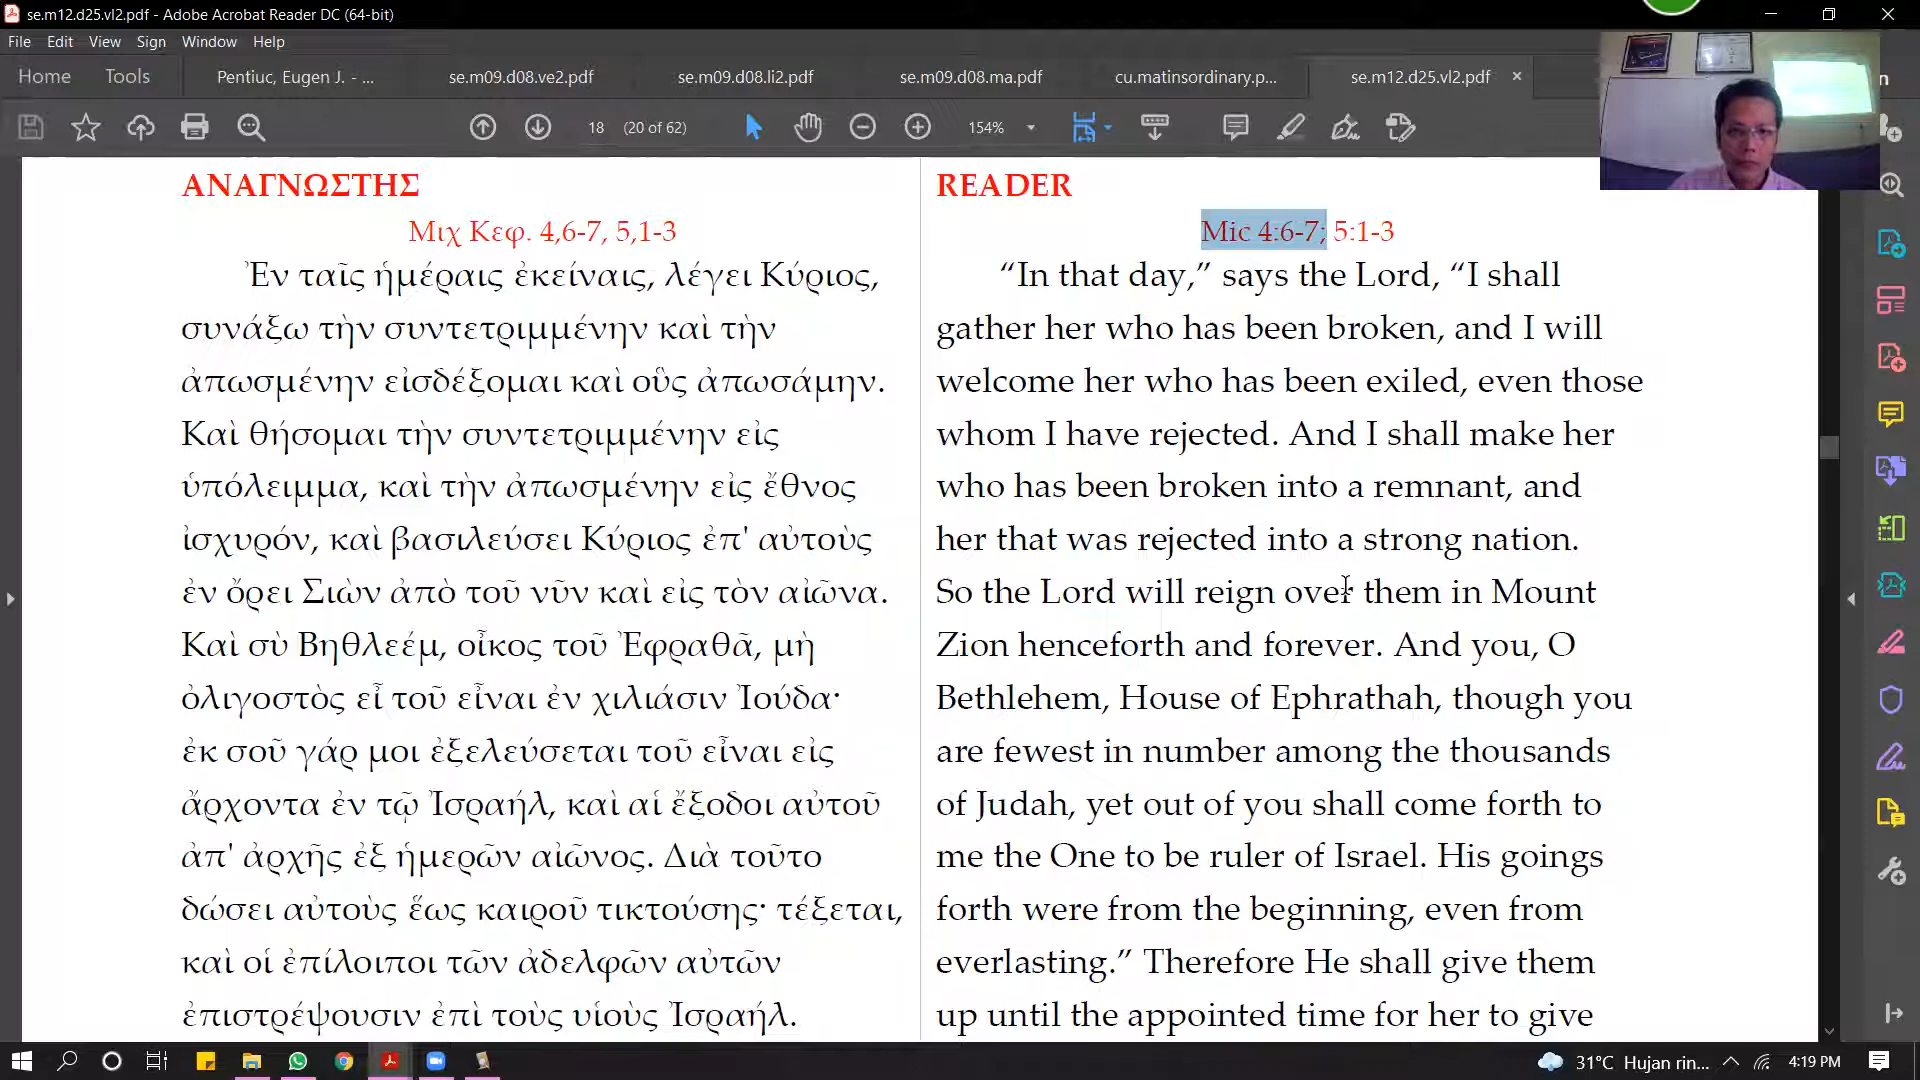 se.m12.d25.vl2.pdf - Adobe Acrobat Reader DC (64-bit)
File Edit View Sign Window Help
Home Tools Pentiuc, Eugen J. - ... se.m09.d08.ve2.pdf se.m09.d08.li2.pdf se.m09.d08.ma.pdf cu.matinsordinary.p... se.m12.d25.vl2.pdf
18 (20 of 62) 154%
ΑΝΑΓΝΩΣΤΗΣ
Μιχ Κεφ. 4,6-7, 5,1-3
Ἐν ταῖς ἡμέραις ἐκείναις, λέγει Κύριος,
συνάξω τὴν συντετριμμένην καὶ τὴν
ἀπωσμένην εἰσδέξομαι καὶ οὓς ἀπωσάμην.
Καὶ θήσομαι τὴν συντετριμμένην εἰς
ὑπόλειμμα, καὶ τὴν ἀπωσμένην εἰς ἔθνος
ἰσχυρόν, καὶ βασιλεύσει Κύριος ἐπ' αὐτοὺς
ἐν ὄρει Σιὼν ἀπὸ τοῦ νῦν καὶ εἰς τὸν αἰῶνα.
Καὶ σὺ Βηθλεέμ, οἶκος τοῦ Ἐφραθᾶ, μὴ
ὀλιγοστὸς εἶ τοῦ εἶναι ἐν χιλιάσιν Ἰούδα·
ἐκ σοῦ γάρ μοι ἐξελεύσεται τοῦ εἶναι εἰς
ἄρχοντα ἐν τῷ Ἰσραήλ, καὶ αἱ ἔξοδοι αὐτοῦ
ἀπ' ἀρχῆς ἐξ ἡμερῶν αἰῶνος. Διὰ τοῦτο
δώσει αὐτοὺς ἕως καιροῦ τικτούσης· τέξεται,
καὶ οἱ ἐπίλοιποι τῶν ἀδελφῶν αὐτῶν
ἐπιστρέψουσιν ἐπὶ τοὺς υἱοὺς Ἰσραήλ.
READER
Mic 4:6-7; 5:1-3
“In that day,” says the Lord, “I shall
gather her who has been broken, and I will
welcome her who has been exiled, even those
whom I have rejected. And I shall make her
who has been broken into a remnant, and
her that was rejected into a strong nation.
So the Lord will reign over them in Mount
Zion henceforth and forever. And you, O
Bethlehem, House of Ephrathah, though you
are fewest in number among the thousands
of Judah, yet out of you shall come forth to
me the One to be ruler of Israel. His goings
forth were from the beginning, even from
everlasting.” Therefore He shall give them
up until the appointed time for her to give
31°C Hujan rin... 4:19 PM